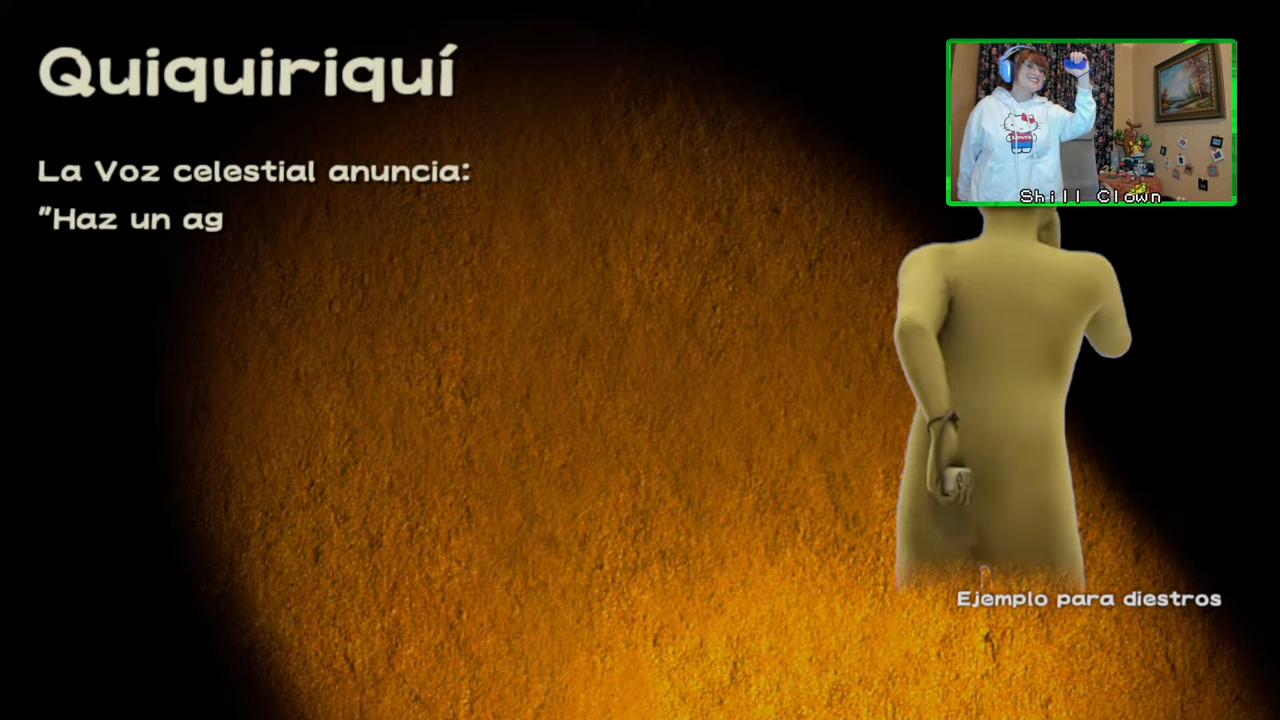 Quiquiriquí
La Voz celestial anuncia:
"Haz un ag
Shill Clown
Ejemplo para diestros